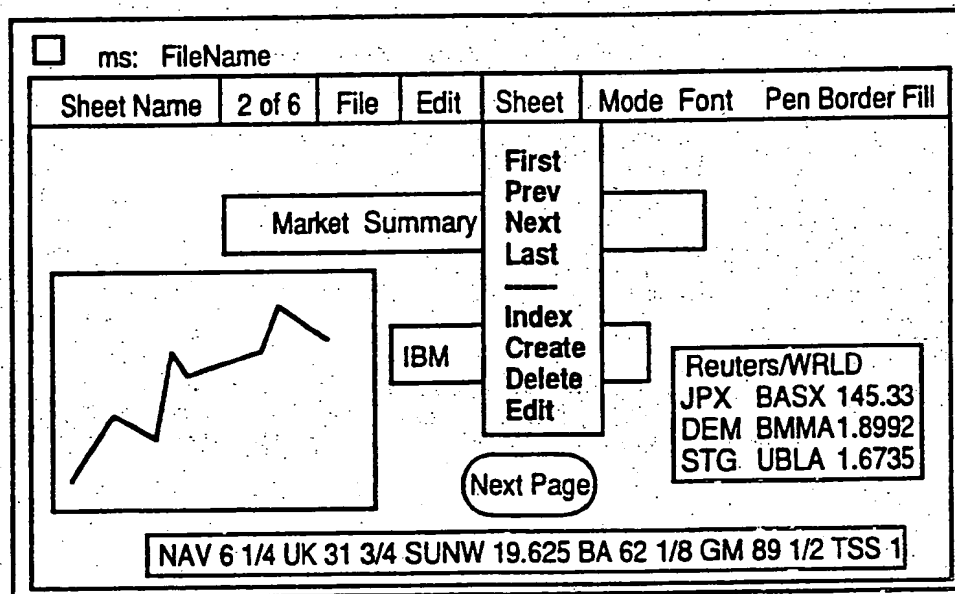 ms: FileName
Sheet Name 2 of 6 File Edit Sheet Mode Font Pen Border Fill
First
Prev
Market Summary Next
Last
Index
IBM Create
Delete
Edit
Reuters/WRLD
JPX BASX 145.33
DEM BMMA 1.8992
STG UBLA 1.6735
Next Page
NAV 6 1/4 UK 31 3/4 SUNW 19.625 BA 62 1/8 GM 89 1/2 TSS 1